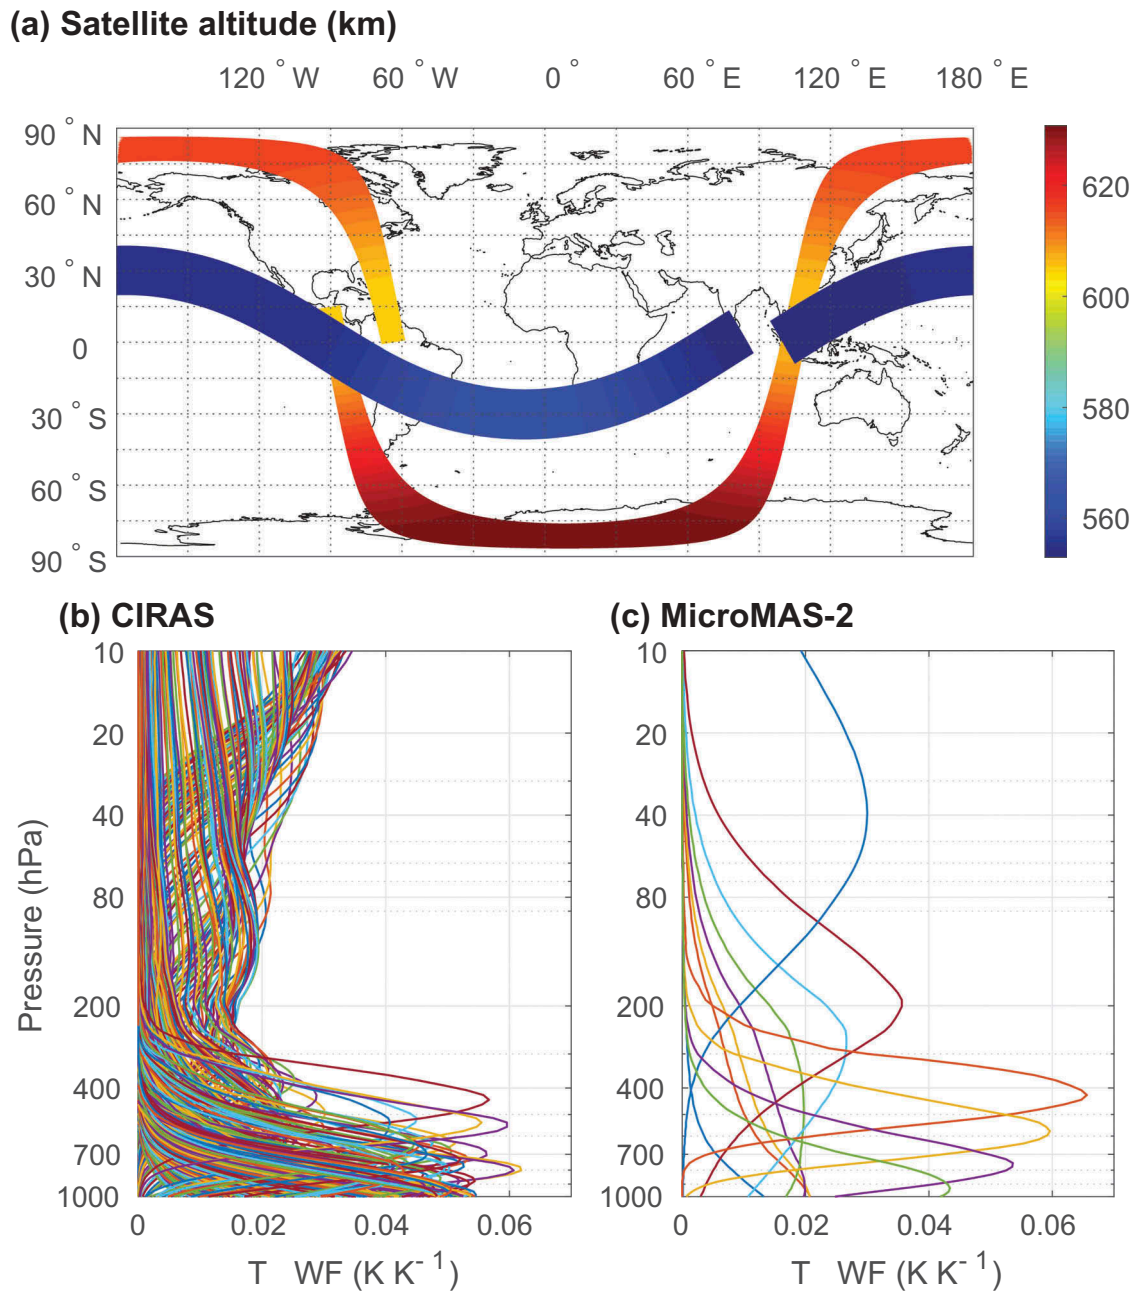 (a) Satellite altitude (km)
120 ° W 60 ° W 0 ° 60 ° E 120 ° E 180 ° E
90 ° N
60 ° N
30 ° N
0
30 ° S
60 ° S
90 ° S
620
600
580
560
(b) CIRAS
10
20
40
80
200
400
700
1000
Pressure (hPa)
0 0.02 0.04 0.06
T WF (K K⁻¹)
(c) MicroMAS-2
10
20
40
80
200
400
700
1000
0 0.02 0.04 0.06
T WF (K K⁻¹)